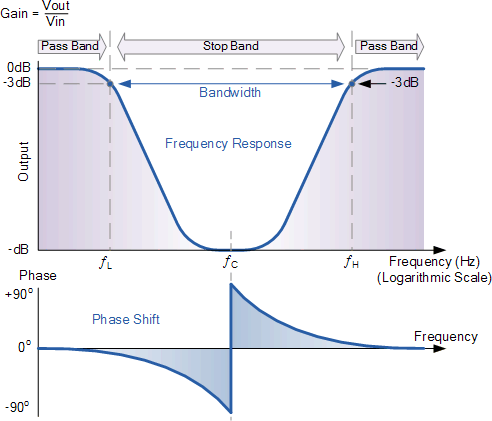 Gain = Vout
Vin
Pass Band Stop Band Pass Band
0dB
-3dB -3dB
Bandwidth
Frequency Response
Output
-dB
fL fC fH Frequency (Hz)
(Logarithmic Scale)
Phase
+90°
Phase Shift
Frequency
0°
-90°